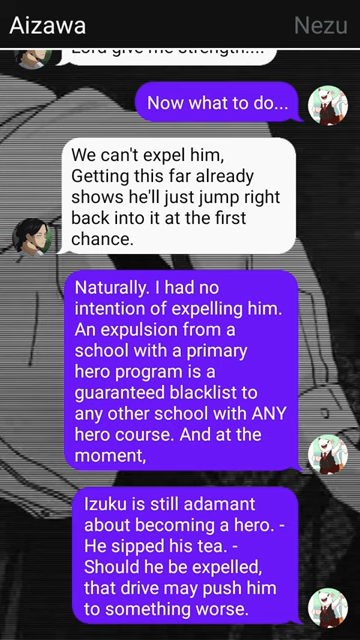 Aizawa Nezu
Lord give me strength....
Now what to do...
We can't expel him,
Getting this far already
shows he'll just jump right
back into it at the first
chance.
Naturally. I had no
intention of expelling him.
An expulsion from a
school with a primary
hero program is a
guaranteed blacklist to
any other school with ANY
hero course. And at the
moment,
Izuku is still adamant
about becoming a hero. -
He sipped his tea. -
Should he be expelled,
that drive may push him
to something worse.